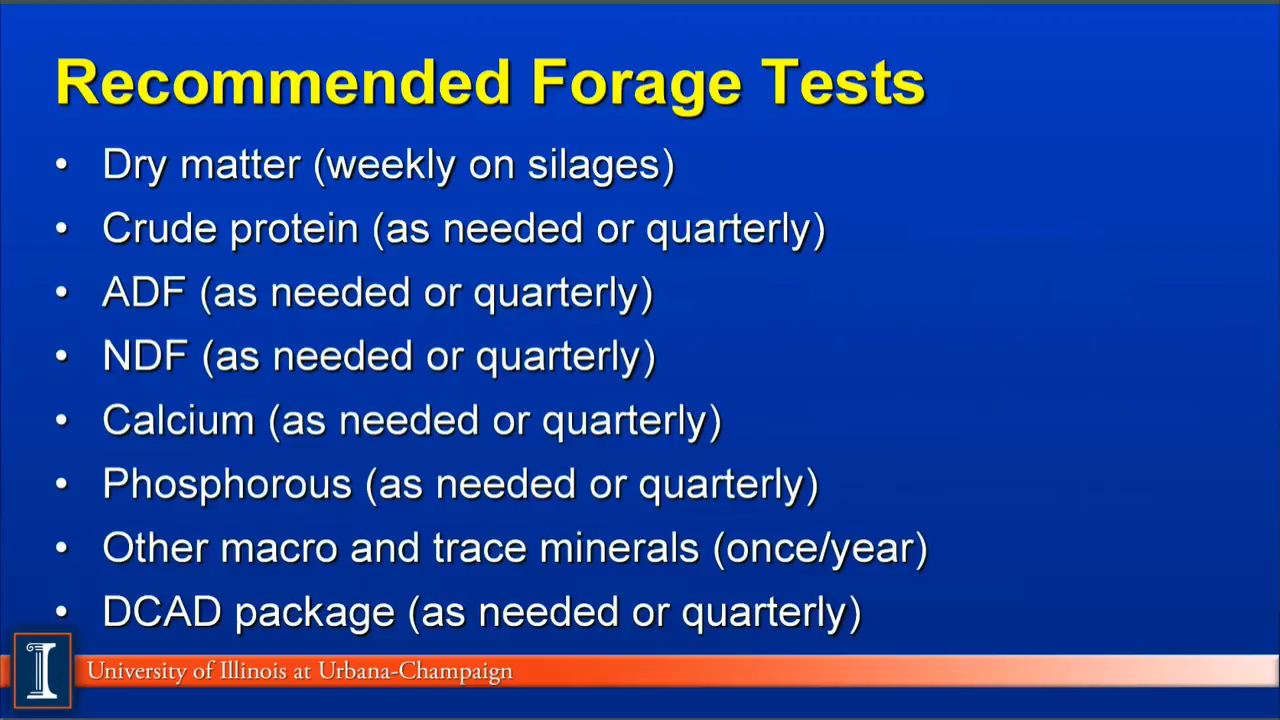 Recommended Forage Tests
• Dry matter (weekly on silages)
• Crude protein (as needed or quarterly)
• ADF (as needed or quarterly)
• NDF (as needed or quarterly)
• Calcium (as needed or quarterly)
• Phosphorous (as needed or quarterly)
• Other macro and trace minerals (once/year)
• DCAD package (as needed or quarterly)
I
University of Illinois at Urbana-Champaign